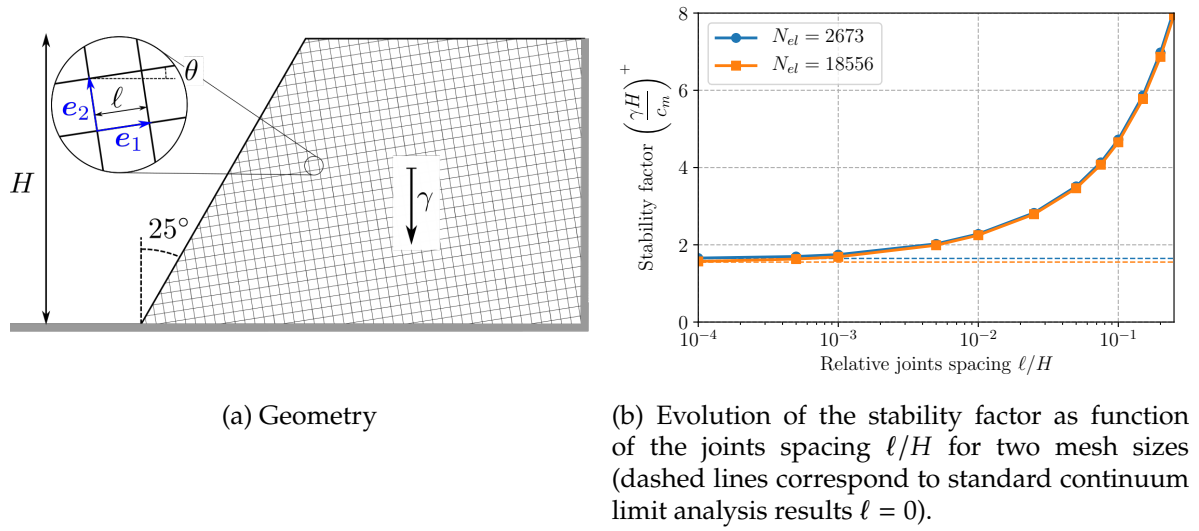 θ
ℓ
e₂
e₁
H
25°
γ
(a) Geometry
8
6
4
2
0
Stability factor (γH/c_m)⁺
N_el = 2673
N_el = 18556
10⁻⁴
10⁻³
10⁻²
10⁻¹
Relative joints spacing ℓ/H
(b) Evolution of the stability factor as function
of the joints spacing ℓ/H for two mesh sizes
(dashed lines correspond to standard continuum
limit analysis results ℓ = 0).